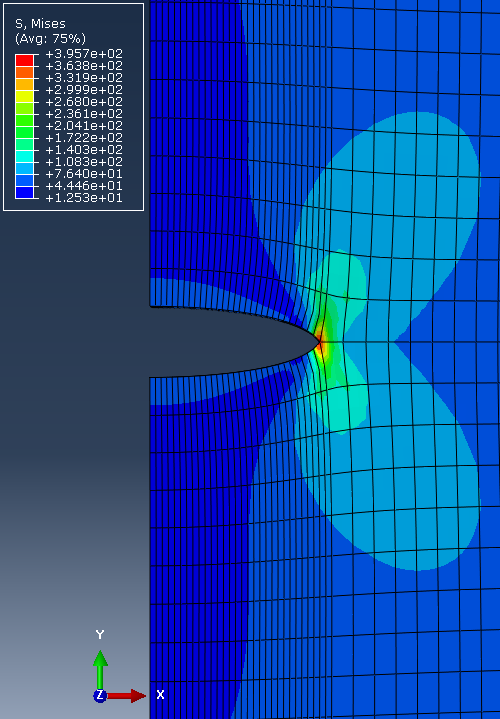 S, Mises
(Avg: 75%)
+3.957e+02
+3.638e+02
+3.319e+02
+2.999e+02
+2.680e+02
+2.361e+02
+2.041e+02
+1.722e+02
+1.403e+02
+1.083e+02
+7.640e+01
+4.446e+01
+1.253e+01
Y
Z X